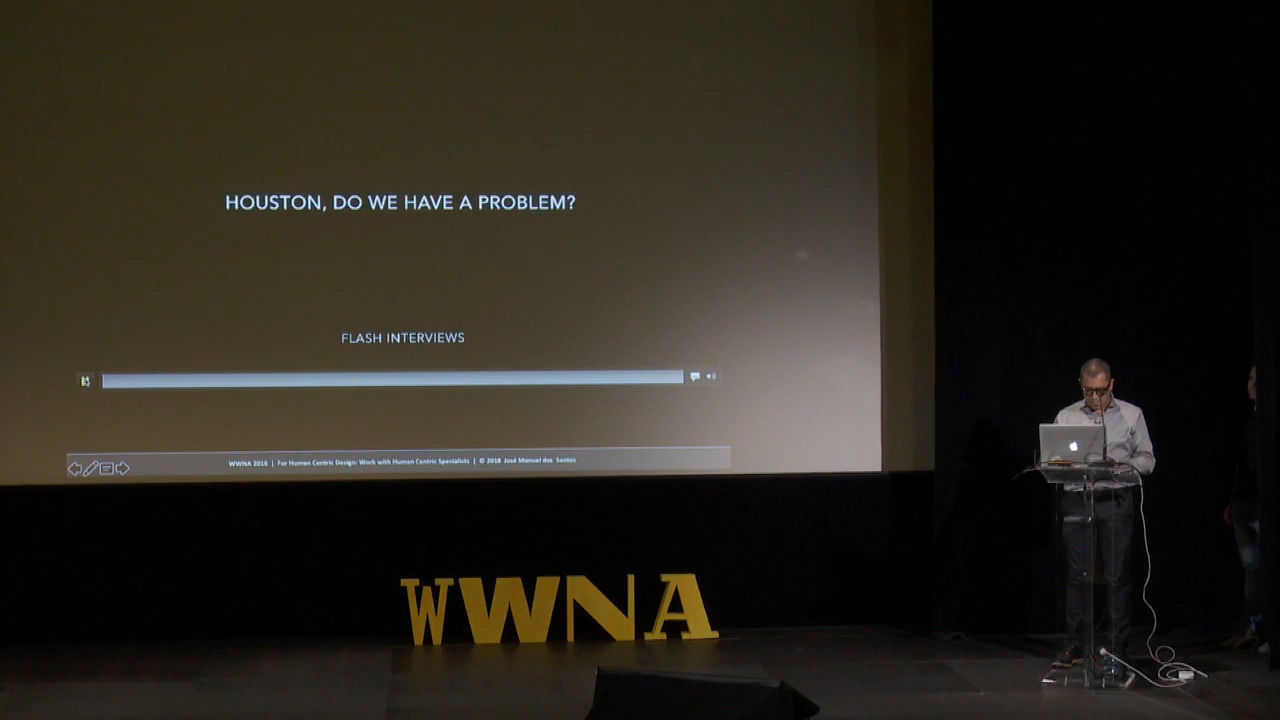 HOUSTON, DO WE HAVE A PROBLEM?
FLASH INTERVIEWS
WWNA 2018 | For Human Centric Design: Work with Human Centric Specialists | © 2018 José Manuel dos Santos
WWNA